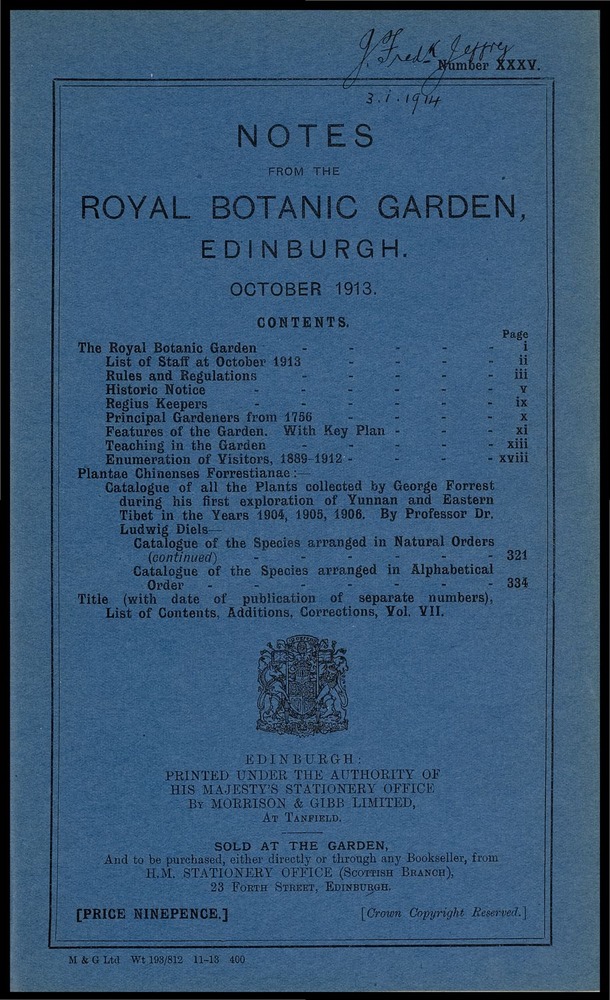 J. Fredk Jeffrey
Number XXXV.
3.i.1914
NOTES
FROM THE
ROYAL BOTANIC GARDEN,
EDINBURGH.
OCTOBER 1913.
CONTENTS.
Page
The Royal Botanic Garden - - - - - i
List of Staff at October 1913 - - - - - ii
Rules and Regulations - - - - - iii
Historic Notice - - - - - - v
Regius Keepers - - - - - - ix
Principal Gardeners from 1756 - - - - x
Features of the Garden. With Key Plan - - - xi
Teaching in the Garden - - - - - xiii
Enumeration of Visitors, 1889-1912 - - - - xviii
Plantae Chinenses Forrestianae:—
Catalogue of all the Plants collected by George Forrest
during his first exploration of Yunnan and Eastern
Tibet in the Years 1904, 1905, 1906. By Professor Dr.
Ludwig Diels—
Catalogue of the Species arranged in Natural Orders
(continued) - - - - - - 321
Catalogue of the Species arranged in Alphabetical
Order - - - - - - - 334
Title (with date of publication of separate numbers),
List of Contents, Additions, Corrections, Vol. VII.
EDINBURGH:
PRINTED UNDER THE AUTHORITY OF
HIS MAJESTY'S STATIONERY OFFICE
By MORRISON & GIBB LIMITED,
At Tanfield.
SOLD AT THE GARDEN,
And to be purchased, either directly or through any Bookseller, from
H.M. STATIONERY OFFICE (Scottish Branch),
23 Forth Street, Edinburgh.
[PRICE NINEPENCE.] [Crown Copyright Reserved.]
M & G Ltd Wt 193/812 11-13 400